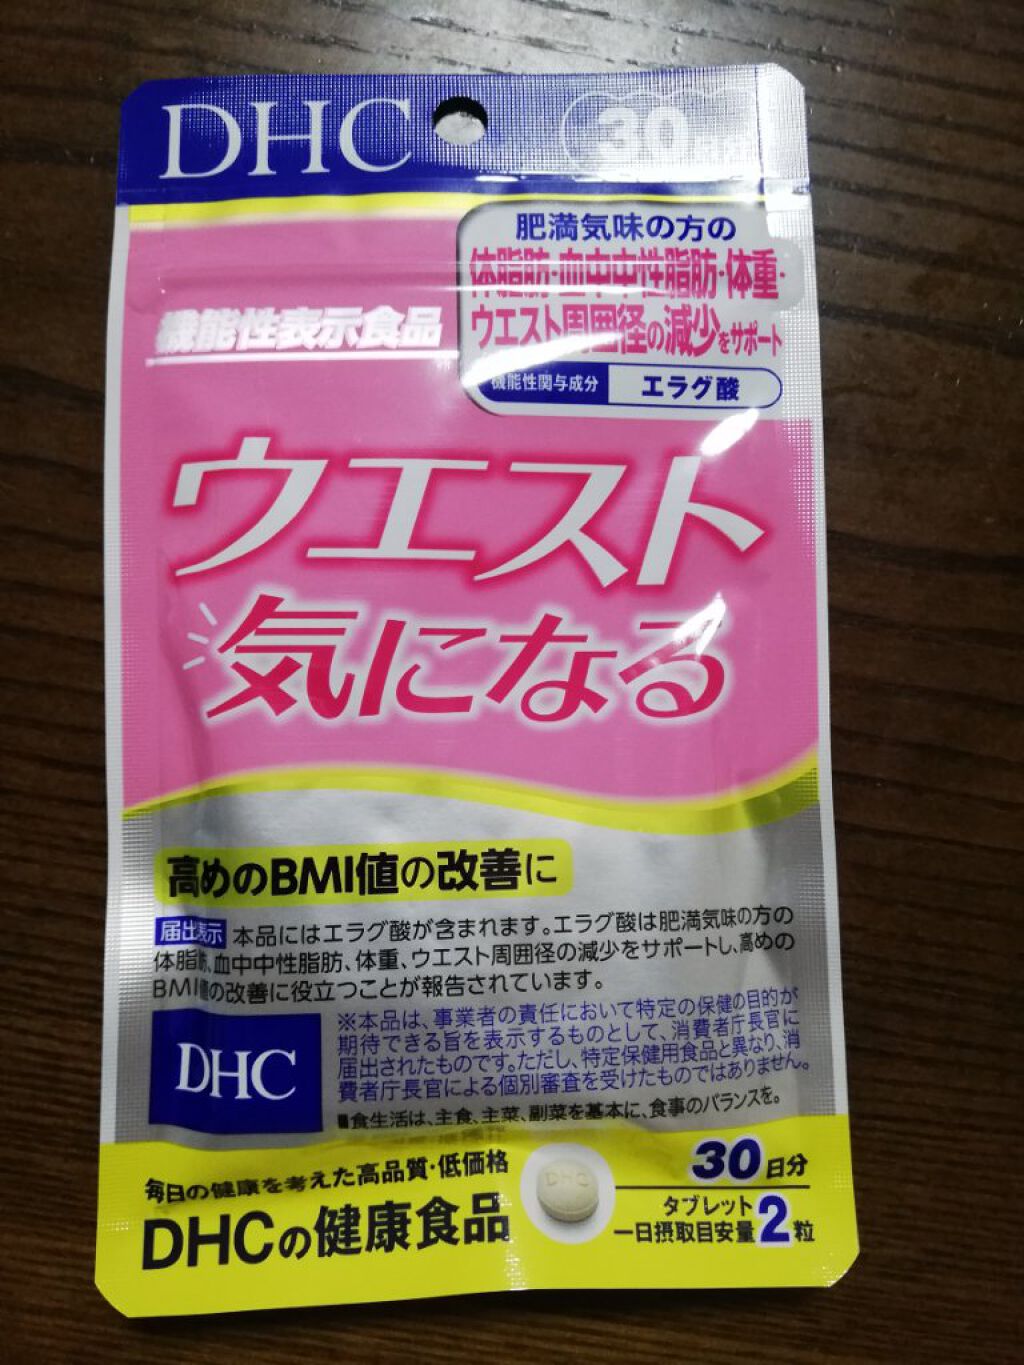 DHC
30日分
肥満気味の方の
体脂肪・血中中性脂肪・体重・
ウエスト周囲径の減少をサポート
機能性関与成分 エラグ酸
機能性表示食品
ウエスト
気になる
高めのBMI値の改善に
届出表示 本品にはエラグ酸が含まれます。エラグ酸は肥満気味の方の
体脂肪、血中中性脂肪、体重、ウエスト周囲径の減少をサポートし、高めの
BMI値の改善に役立つことが報告されています。
※本品は、事業者の責任において特定の保健の目的が
期待できる旨を表示するものとして、消費者庁長官に
届出されたものです。ただし、特定保健用食品と異なり、消
費者庁長官による個別審査を受けたものではありません。
■食生活は、主食、主菜、副菜を基本に、食事のバランスを。
DHC
毎日の健康を考えた高品質・低価格
DHCの健康食品
DHC
30日分
タブレット
一日摂取目安量2粒